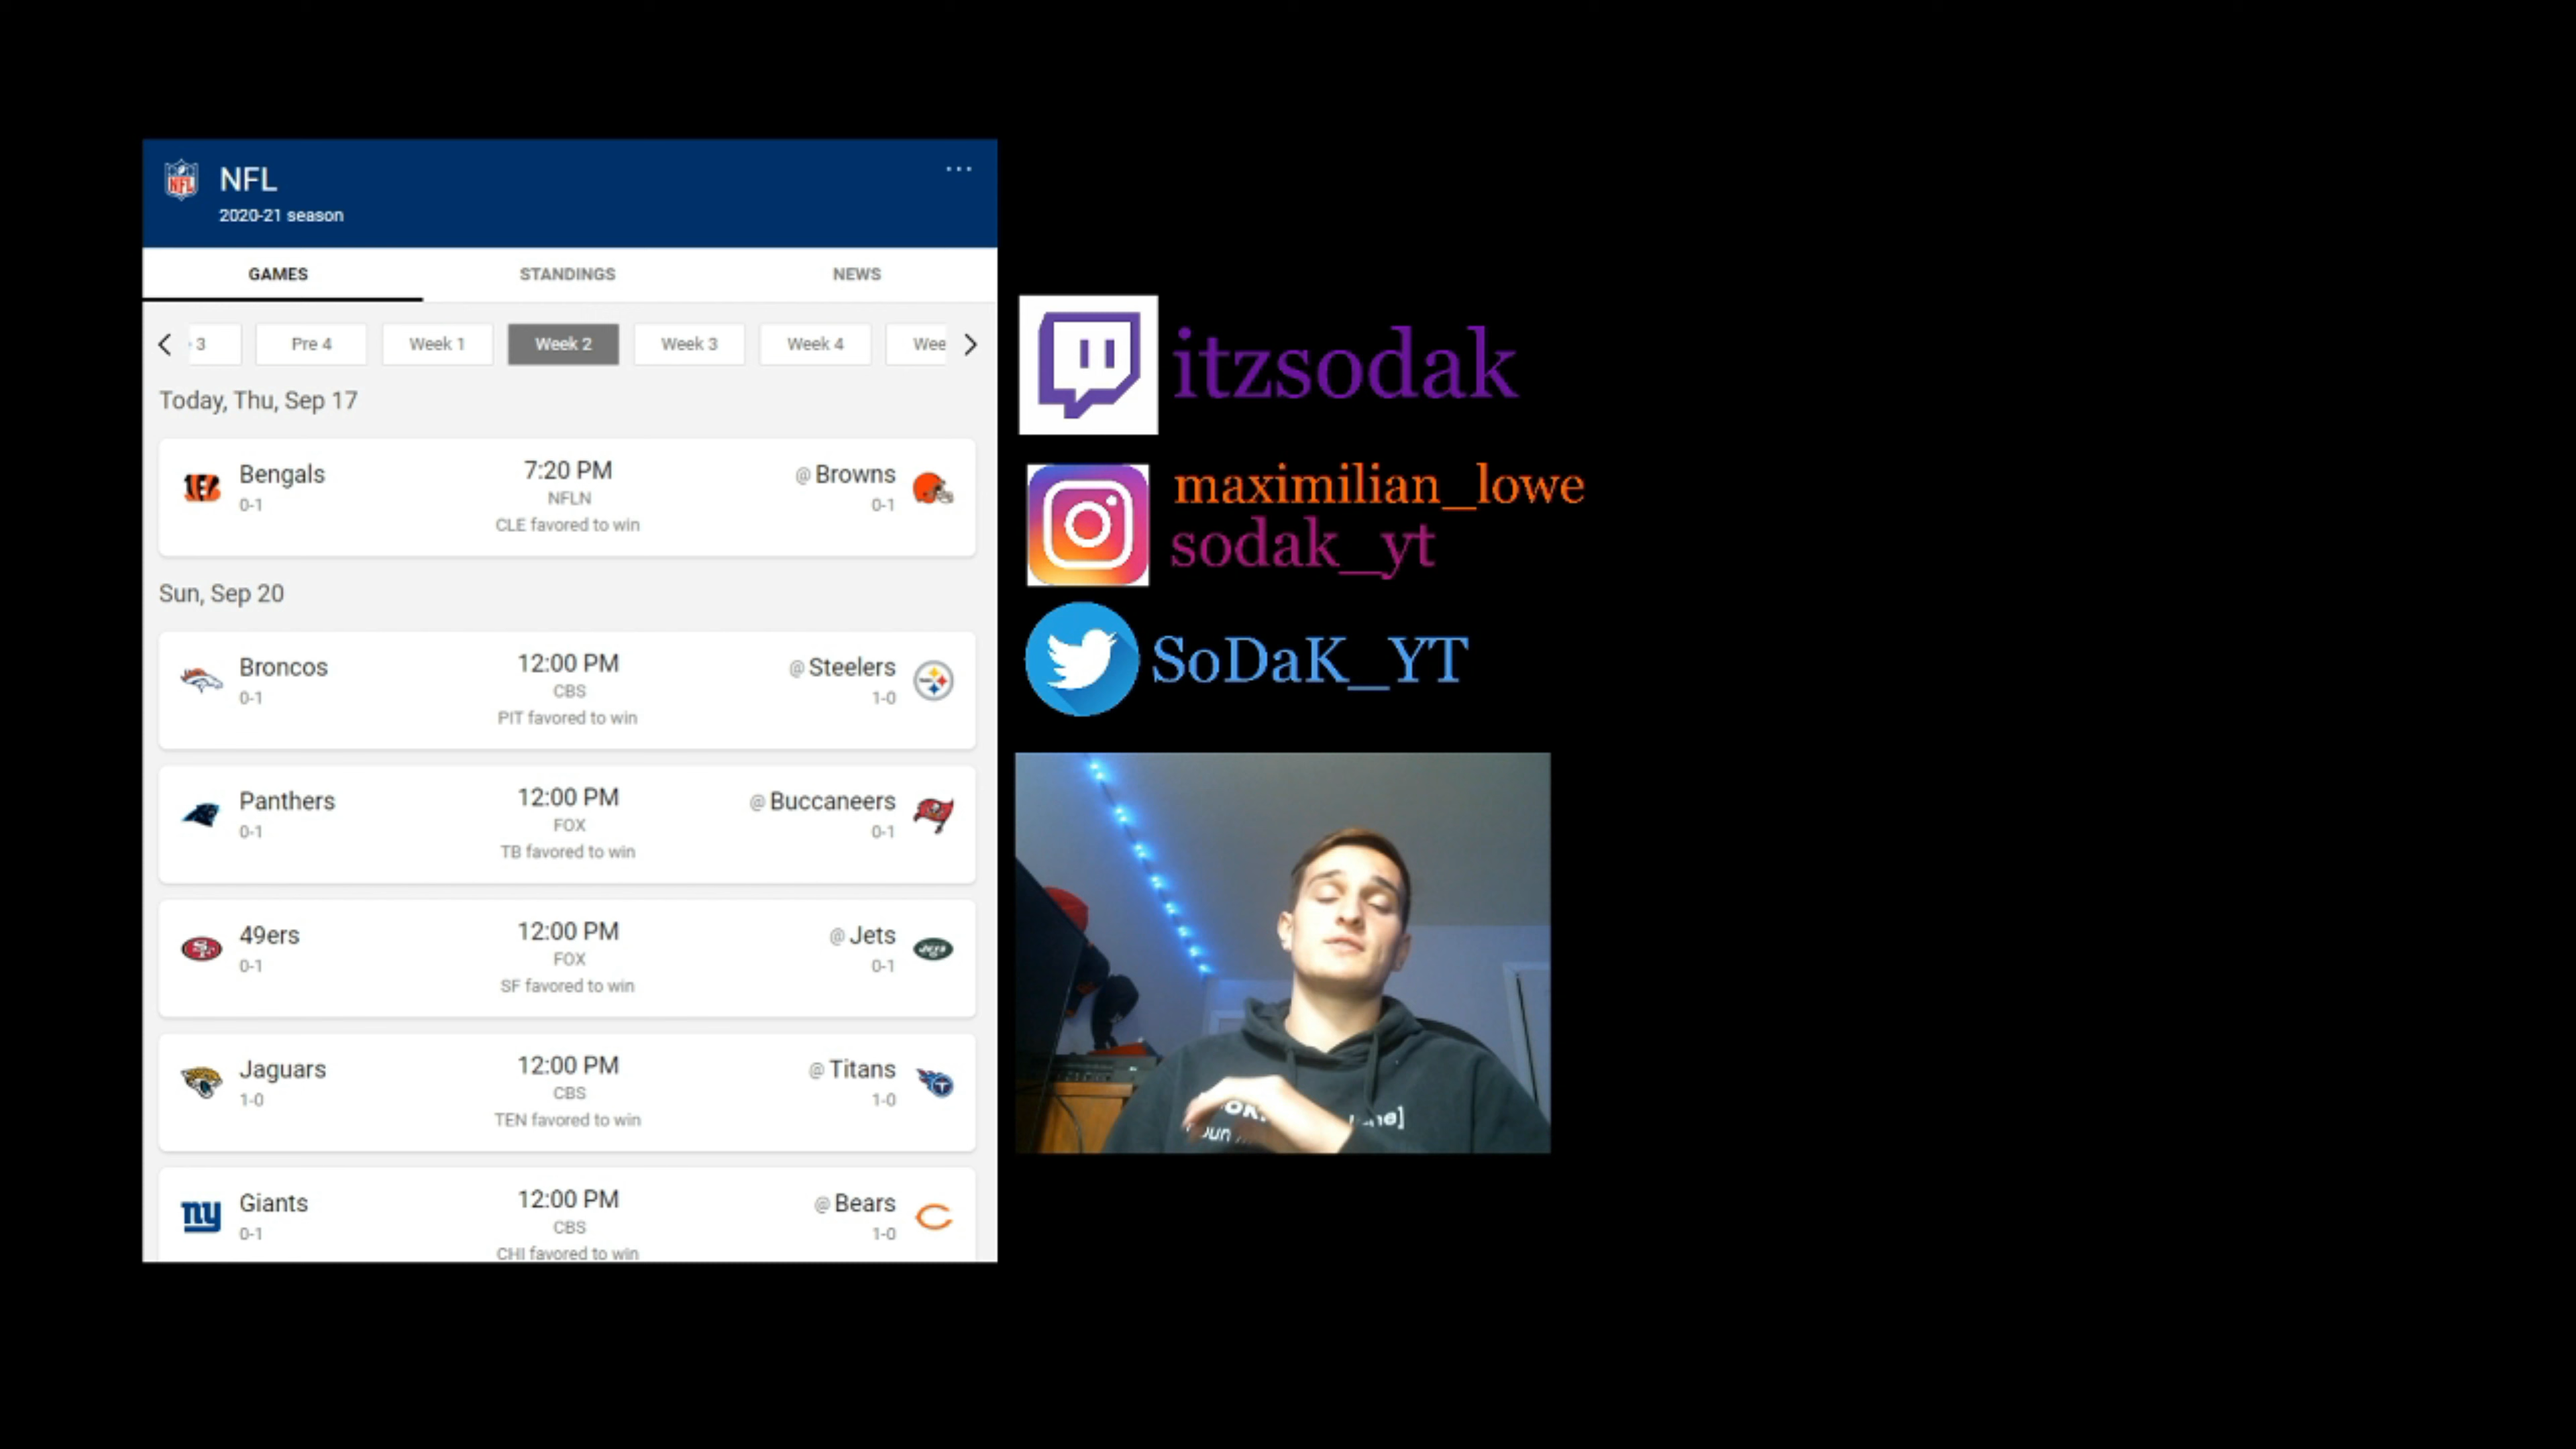 NFL
2020-21 season
GAMES STANDINGS NEWS
3 Pre 4 Week 1 Week 2 Week 3 Week 4 Wee
Today, Thu, Sep 17
Bengals 7:20 PM @ Browns
0-1 NFLN 0-1
CLE favored to win
Sun, Sep 20
Broncos 12:00 PM @ Steelers
0-1 CBS 1-0
PIT favored to win
Panthers 12:00 PM @ Buccaneers
0-1 FOX 0-1
TB favored to win
49ers 12:00 PM @ Jets
0-1 FOX 0-1
SF favored to win
Jaguars 12:00 PM @ Titans
1-0 CBS 1-0
TEN favored to win
Giants 12:00 PM @ Bears
0-1 CBS 1-0
CHI favored to win
itzsodak
maximilian_lowe
sodak_yt
SoDaK_YT